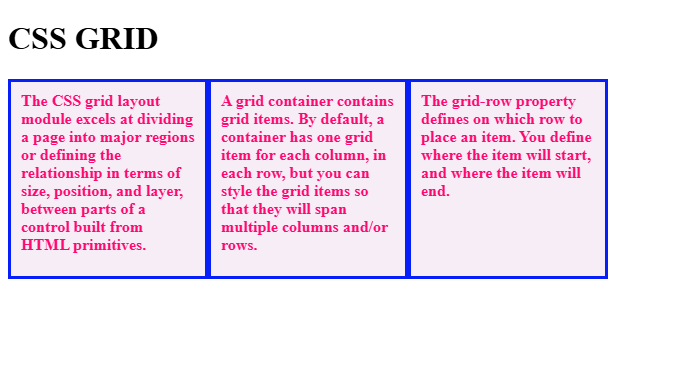 CSS GRID
The CSS grid layout
module excels at dividing
a page into major regions
or defining the
relationship in terms of
size, position, and layer,
between parts of a
control built from
HTML primitives.
A grid container contains
grid items. By default, a
container has one grid
item for each column, in
each row, but you can
style the grid items so
that they will span
multiple columns and/or
rows.
The grid-row property
defines on which row to
place an item. You define
where the item will start,
and where the item will
end.